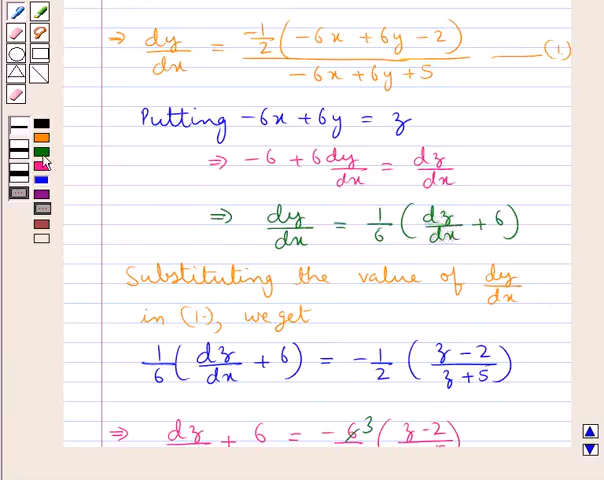 ⇒ dy/dx = -1/2 (-6x + 6y - 2) / -6x + 6y + 5 —— (1)
Putting -6x + 6y = z
⇒ -6 + 6 dy/dx = dz/dx
⇒ dy/dx = 1/6 (dz/dx + 6)
Substituting the value of dy/dx
in (1), we get
1/6 (dz/dx + 6) = -1/2 (z - 2 / z + 5)
⇒ dz + 6 = - 6 3 (z - 2